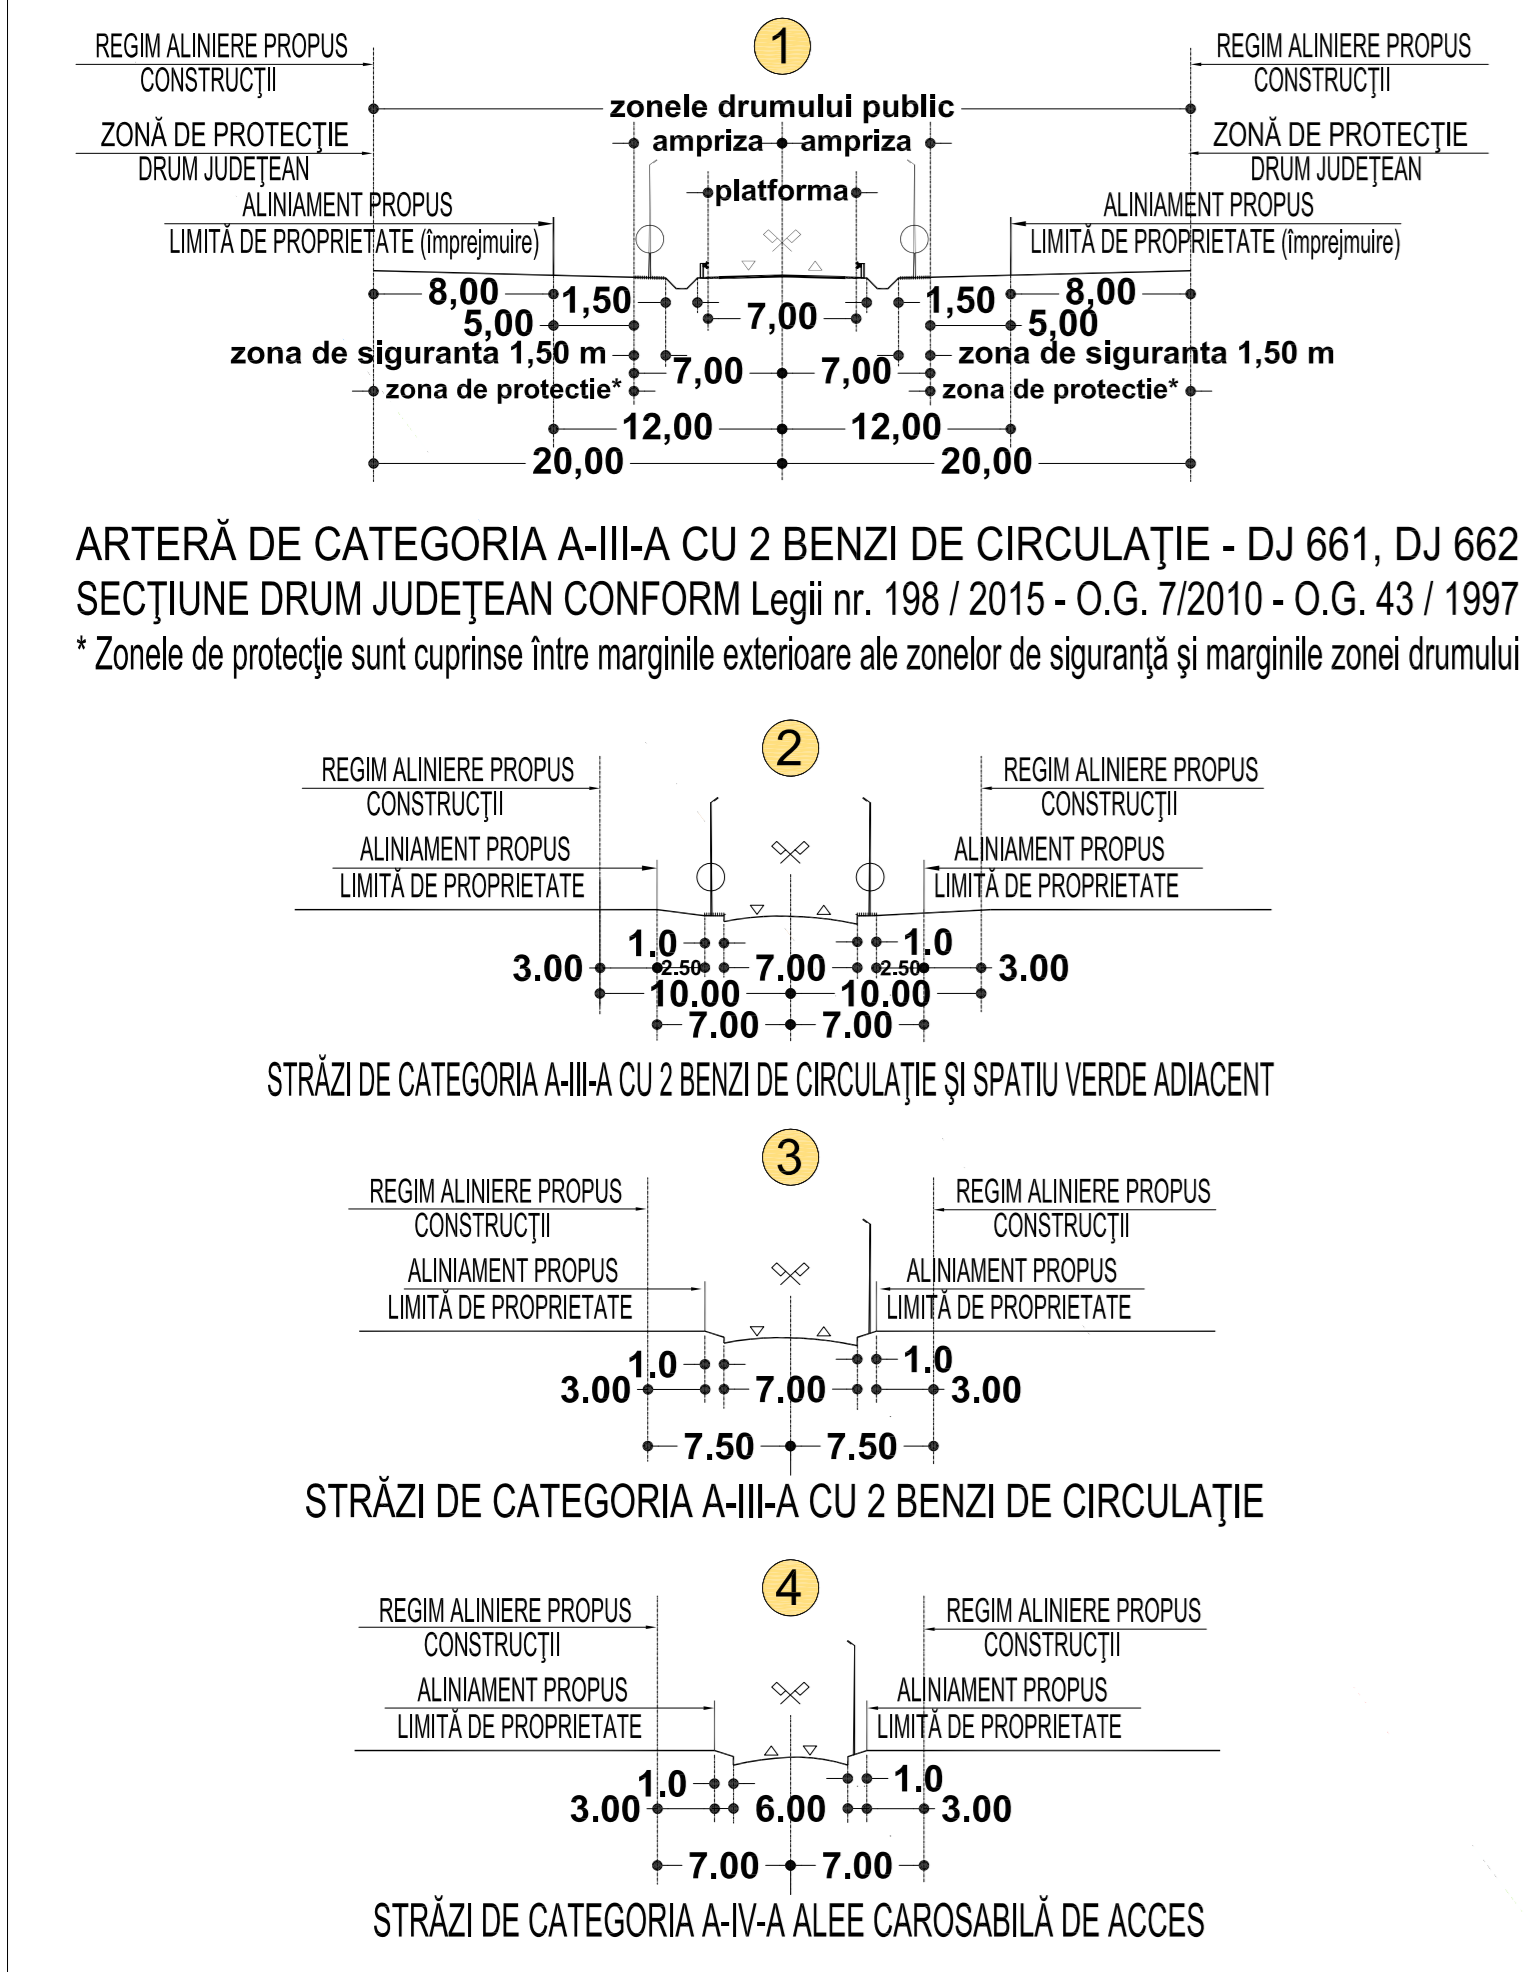 1
REGIM ALINIERE PROPUS
CONSTRUCŢII
REGIM ALINIERE PROPUS
CONSTRUCŢII
zonele drumului public
ZONĂ DE PROTECŢIE
DRUM JUDEŢEAN
ampriza ampriza
ZONĂ DE PROTECŢIE
DRUM JUDEŢEAN
platforma
ALINIAMENT PROPUS
LIMITĂ DE PROPRIETATE (împrejmuire)
ALINIAMENT PROPUS
LIMITĂ DE PROPRIETATE (împrejmuire)
8,00 1,50 7,00 1,50 8,00
5,00 5,00
zona de siguranta 1,50 m zona de siguranta 1,50 m
7,00 7,00
zona de protectie* zona de protectie*
12,00 12,00
20,00 20,00
ARTERĂ DE CATEGORIA A-III-A CU 2 BENZI DE CIRCULAŢIE - DJ 661, DJ 662
SECŢIUNE DRUM JUDEŢEAN CONFORM Legii nr. 198 / 2015 - O.G. 7/2010 - O.G. 43 / 1997
* Zonele de protecţie sunt cuprinse între marginile exterioare ale zonelor de siguranţă şi marginile zonei drumului
2
REGIM ALINIERE PROPUS
CONSTRUCŢII
REGIM ALINIERE PROPUS
CONSTRUCŢII
ALINIAMENT PROPUS
LIMITĂ DE PROPRIETATE
ALINIAMENT PROPUS
LIMITĂ DE PROPRIETATE
1.0 1.0
3.00 2.50 7.00 2.50 3.00
10.00 10.00
7.00 7.00
STRĂZI DE CATEGORIA A-III-A CU 2 BENZI DE CIRCULAŢIE ŞI SPATIU VERDE ADIACENT
3
REGIM ALINIERE PROPUS
CONSTRUCŢII
REGIM ALINIERE PROPUS
CONSTRUCŢII
ALINIAMENT PROPUS
LIMITĂ DE PROPRIETATE
ALINIAMENT PROPUS
LIMITĂ DE PROPRIETATE
1.0 1.0
3.00 7.00 3.00
7.50 7.50
STRĂZI DE CATEGORIA A-III-A CU 2 BENZI DE CIRCULAŢIE
4
REGIM ALINIERE PROPUS
CONSTRUCŢII
REGIM ALINIERE PROPUS
CONSTRUCŢII
ALINIAMENT PROPUS
LIMITĂ DE PROPRIETATE
ALINIAMENT PROPUS
LIMITĂ DE PROPRIETATE
1.0 1.0
3.00 6.00 3.00
7.00 7.00
STRĂZI DE CATEGORIA A-IV-A ALEE CAROSABILĂ DE ACCES